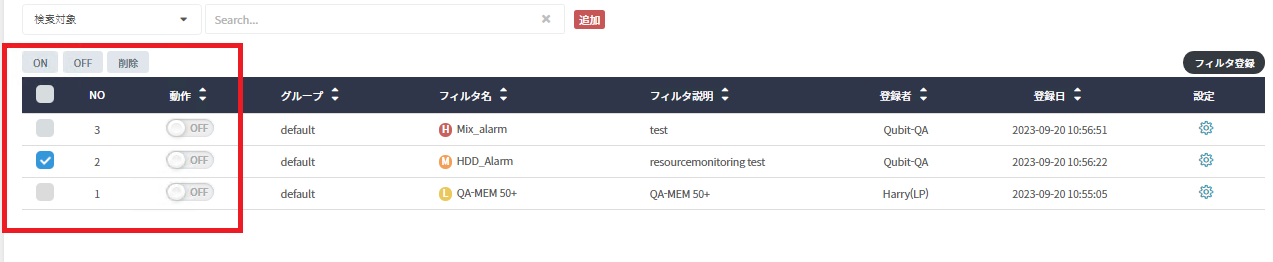 検索対象 Search... 追加
ON OFF 削除 フィルタ登録
NO 動作 グループ フィルタ名 フィルタ説明 登録者 登録日 設定
3 OFF default H Mix_alarm test Qubit-QA 2023-09-20 10:56:51
2 OFF default M HDD_Alarm resourcemonitoring test Qubit-QA 2023-09-20 10:56:22
1 OFF default L QA-MEM 50+ QA-MEM 50+ Harry(LP) 2023-09-20 10:55:05